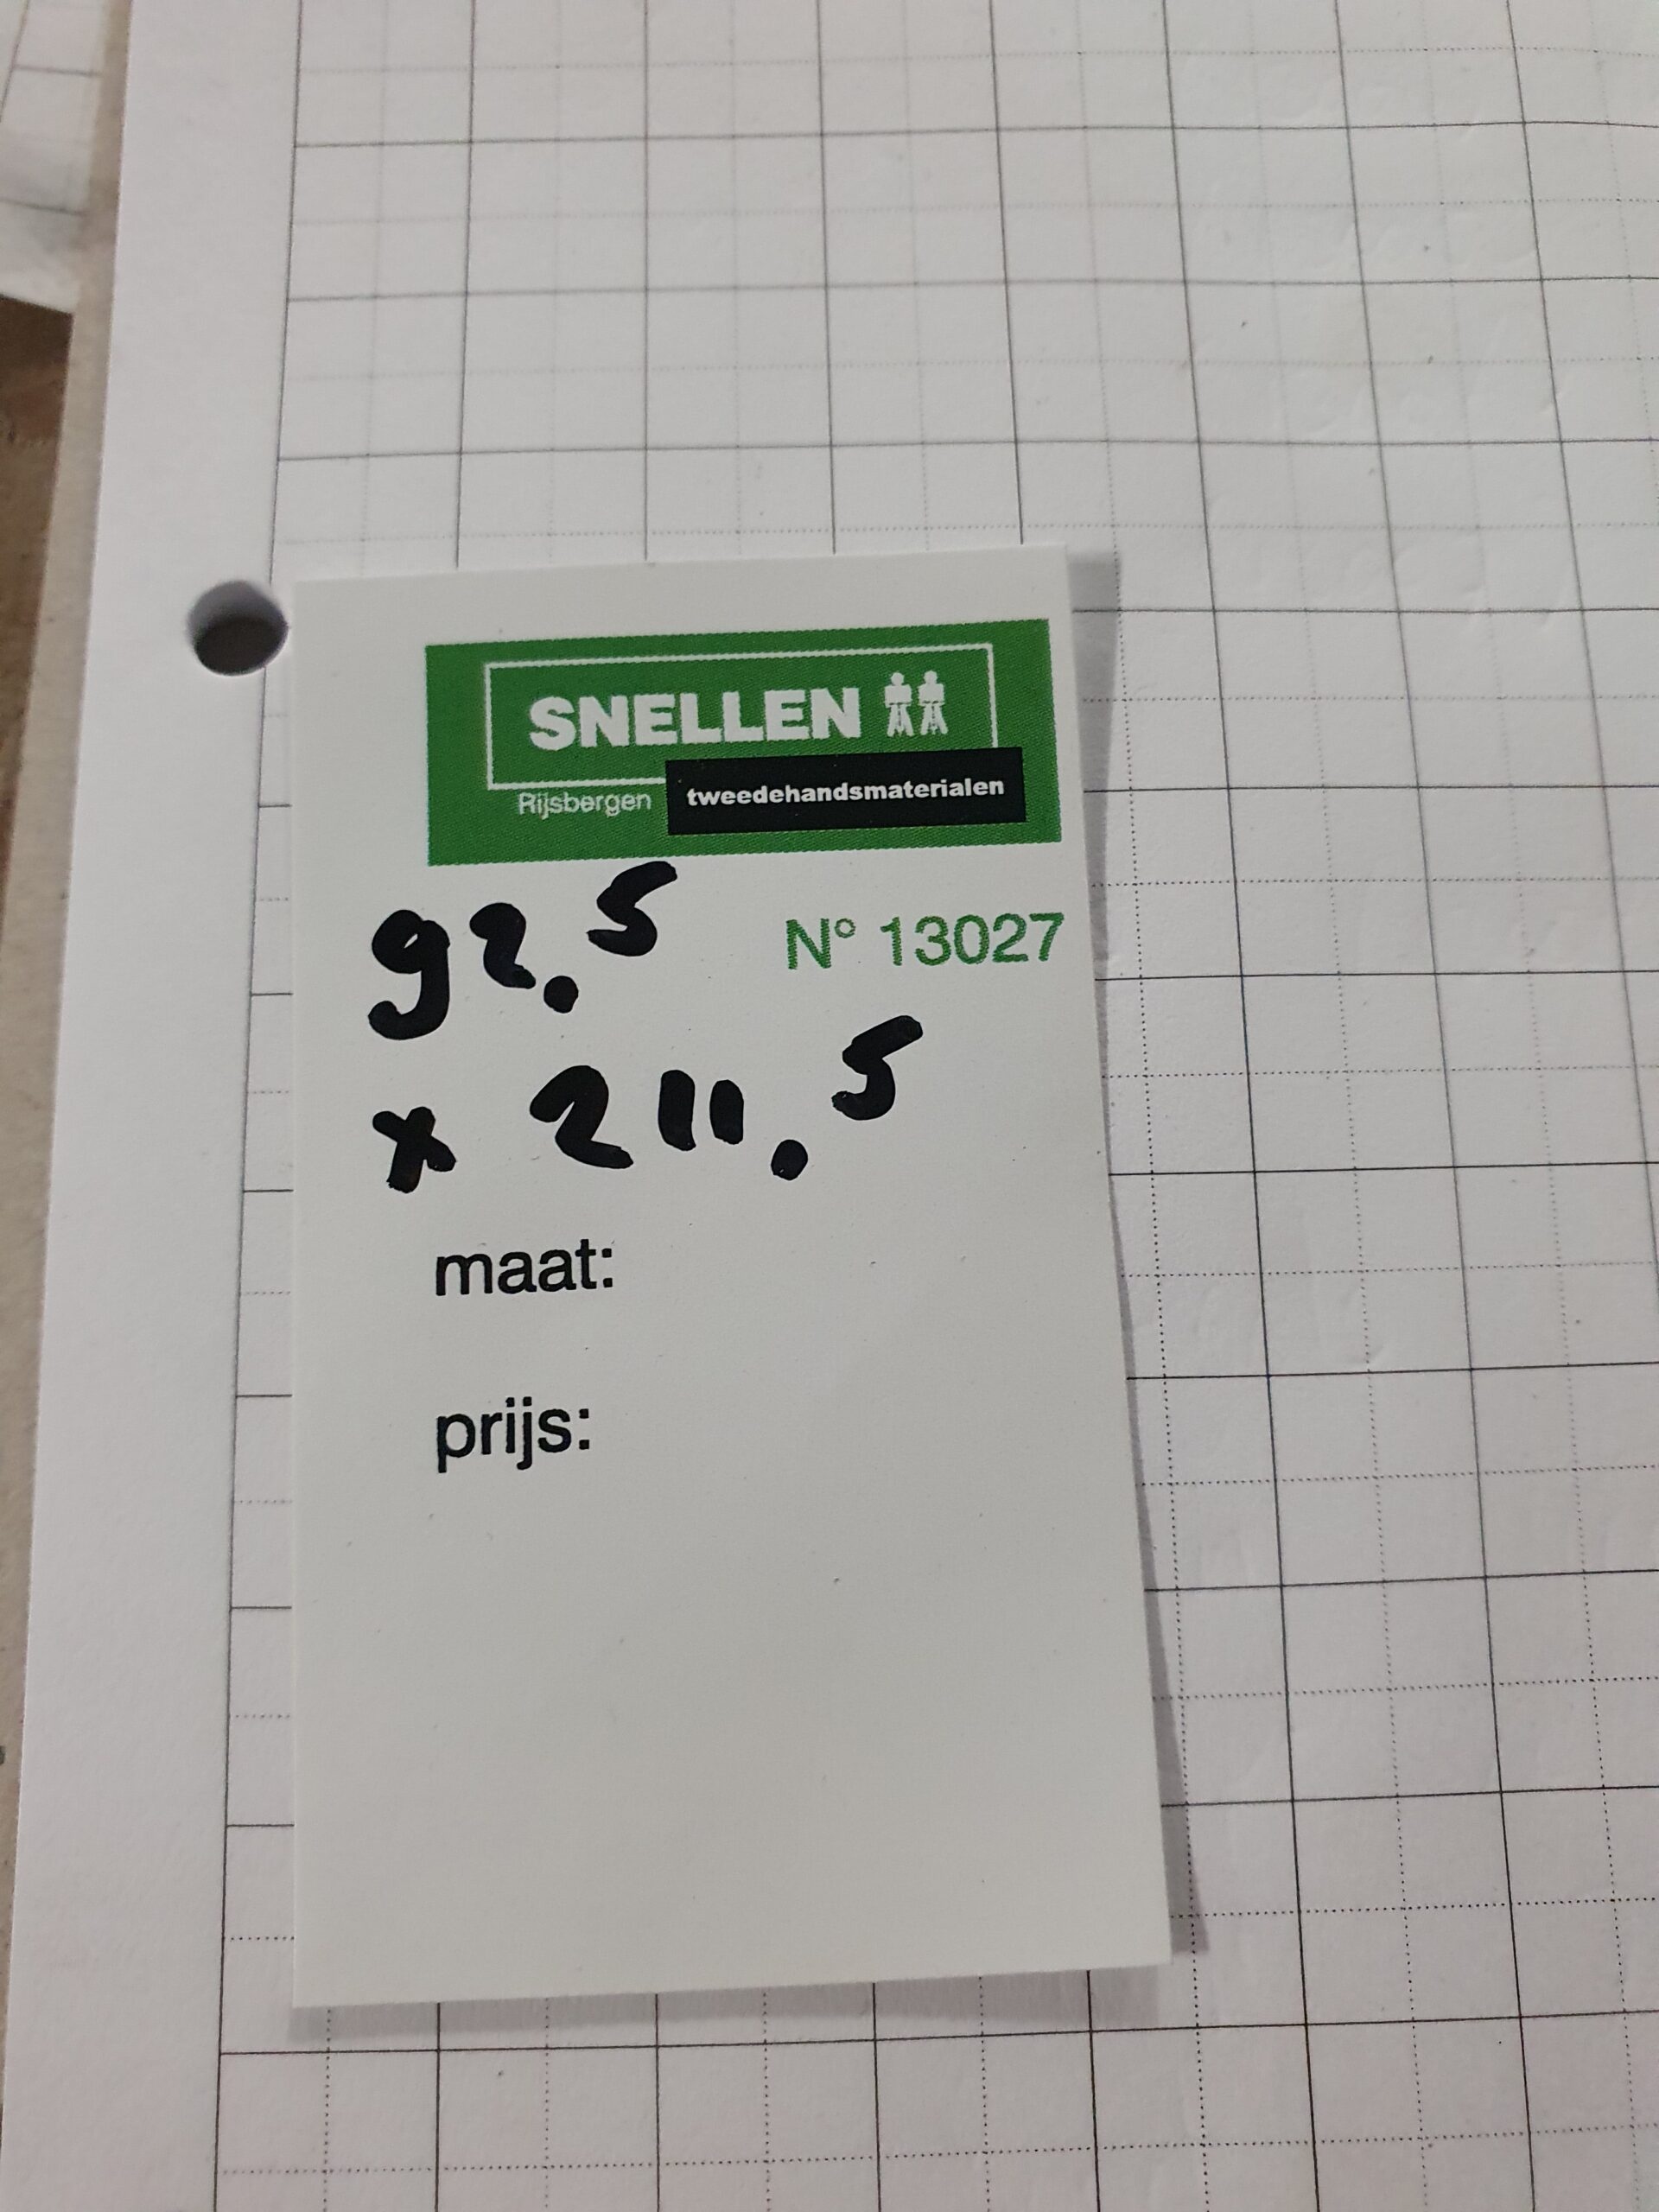 SNELLEN
Rijsbergen tweedehandsmaterialen
92.5 N° 13027
x 211.5
maat:
prijs: